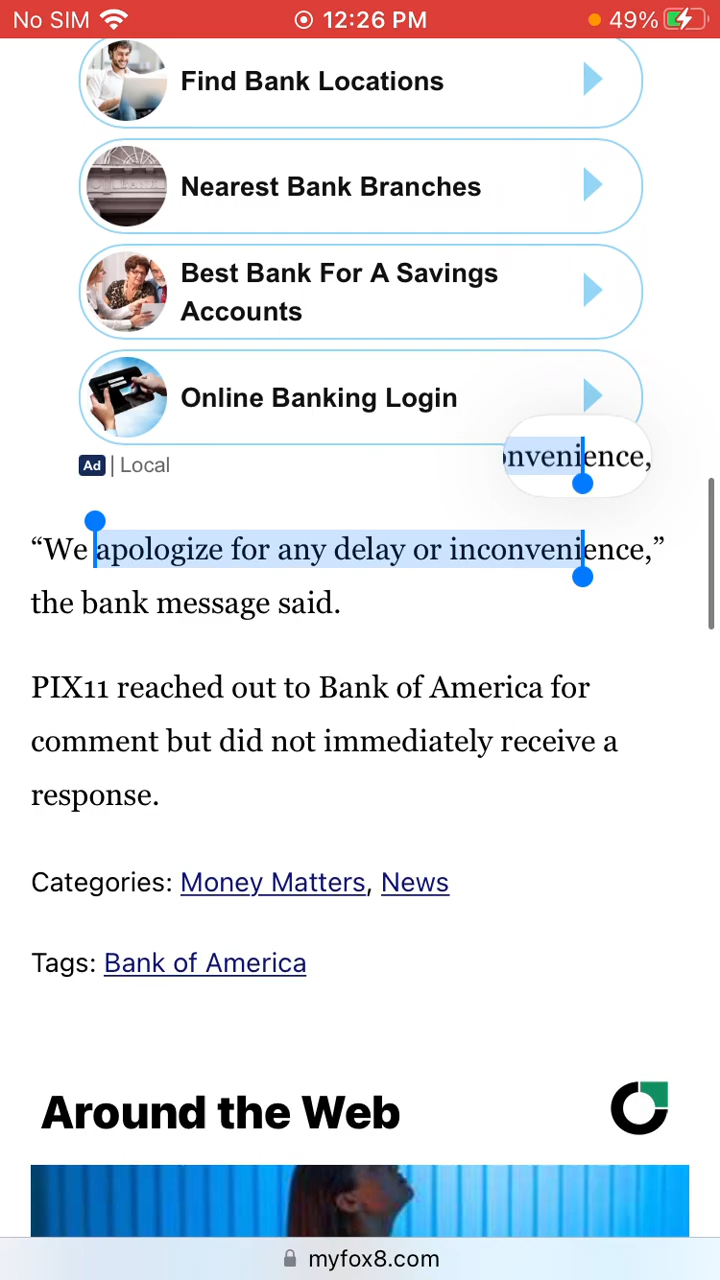 No SIM 12:26 PM 49%
Find Bank Locations
Nearest Bank Branches
Best Bank For A Savings
Accounts
Online Banking Login
Ad | Local
nvenience,
“We apologize for any delay or inconvenience,”
the bank message said.
PIX11 reached out to Bank of America for
comment but did not immediately receive a
response.
Categories: Money Matters, News
Tags: Bank of America
Around the Web
myfox8.com